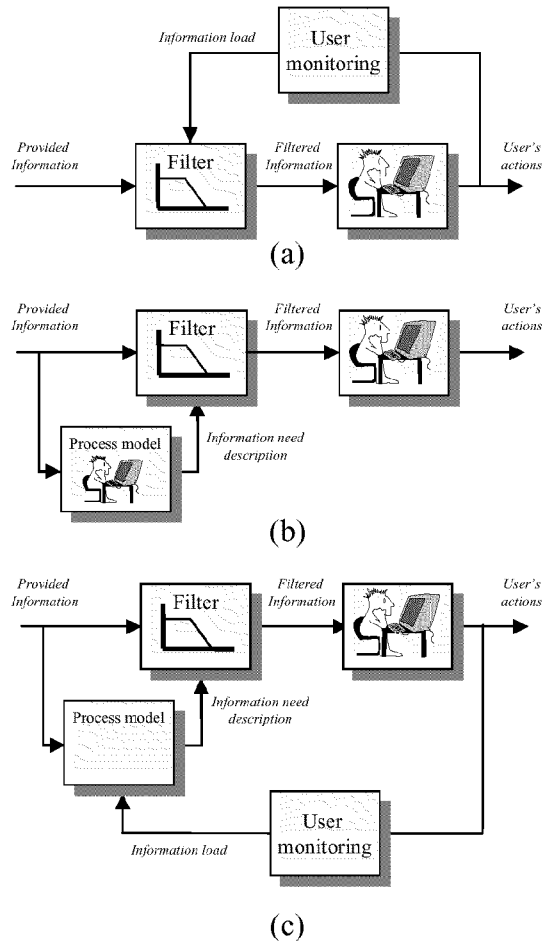 Information load
User
monitoring
Provided
Information
Filter
Filtered
Information
User's
actions
(a)
Provided
Information
Filter
Filtered
Information
User's
actions
Process model
Information need
description
(b)
Provided
Information
Filter
Filtered
Information
User's
actions
Process model
Information need
description
Information load
User
monitoring
(c)